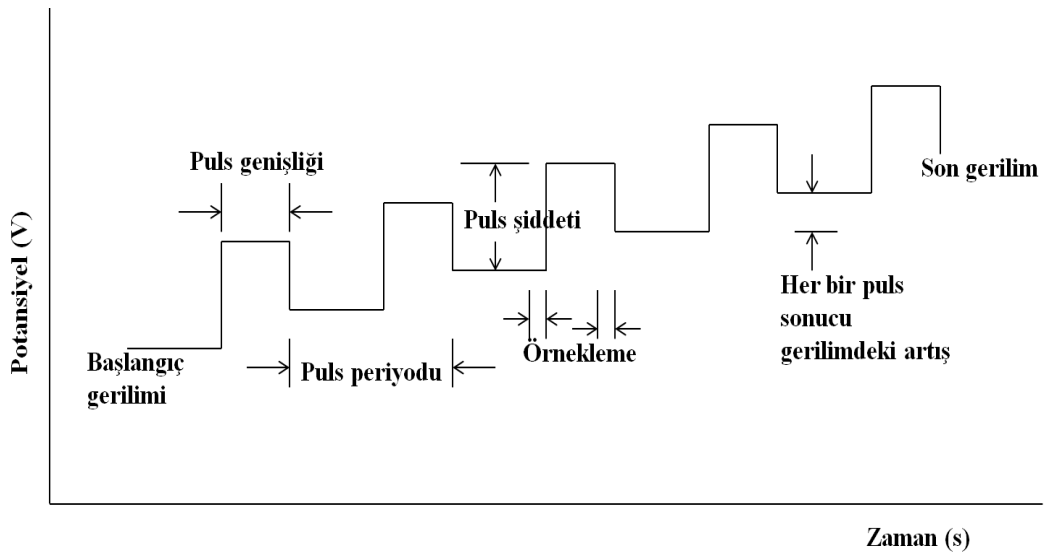 Puls genişliği
Puls şiddeti
Son gerilim
Potansiyel (V)
Başlangıç
gerilimi
Puls periyodu
Örnekleme
Her bir puls
sonucu
gerilimdeki artış
Zaman (s)